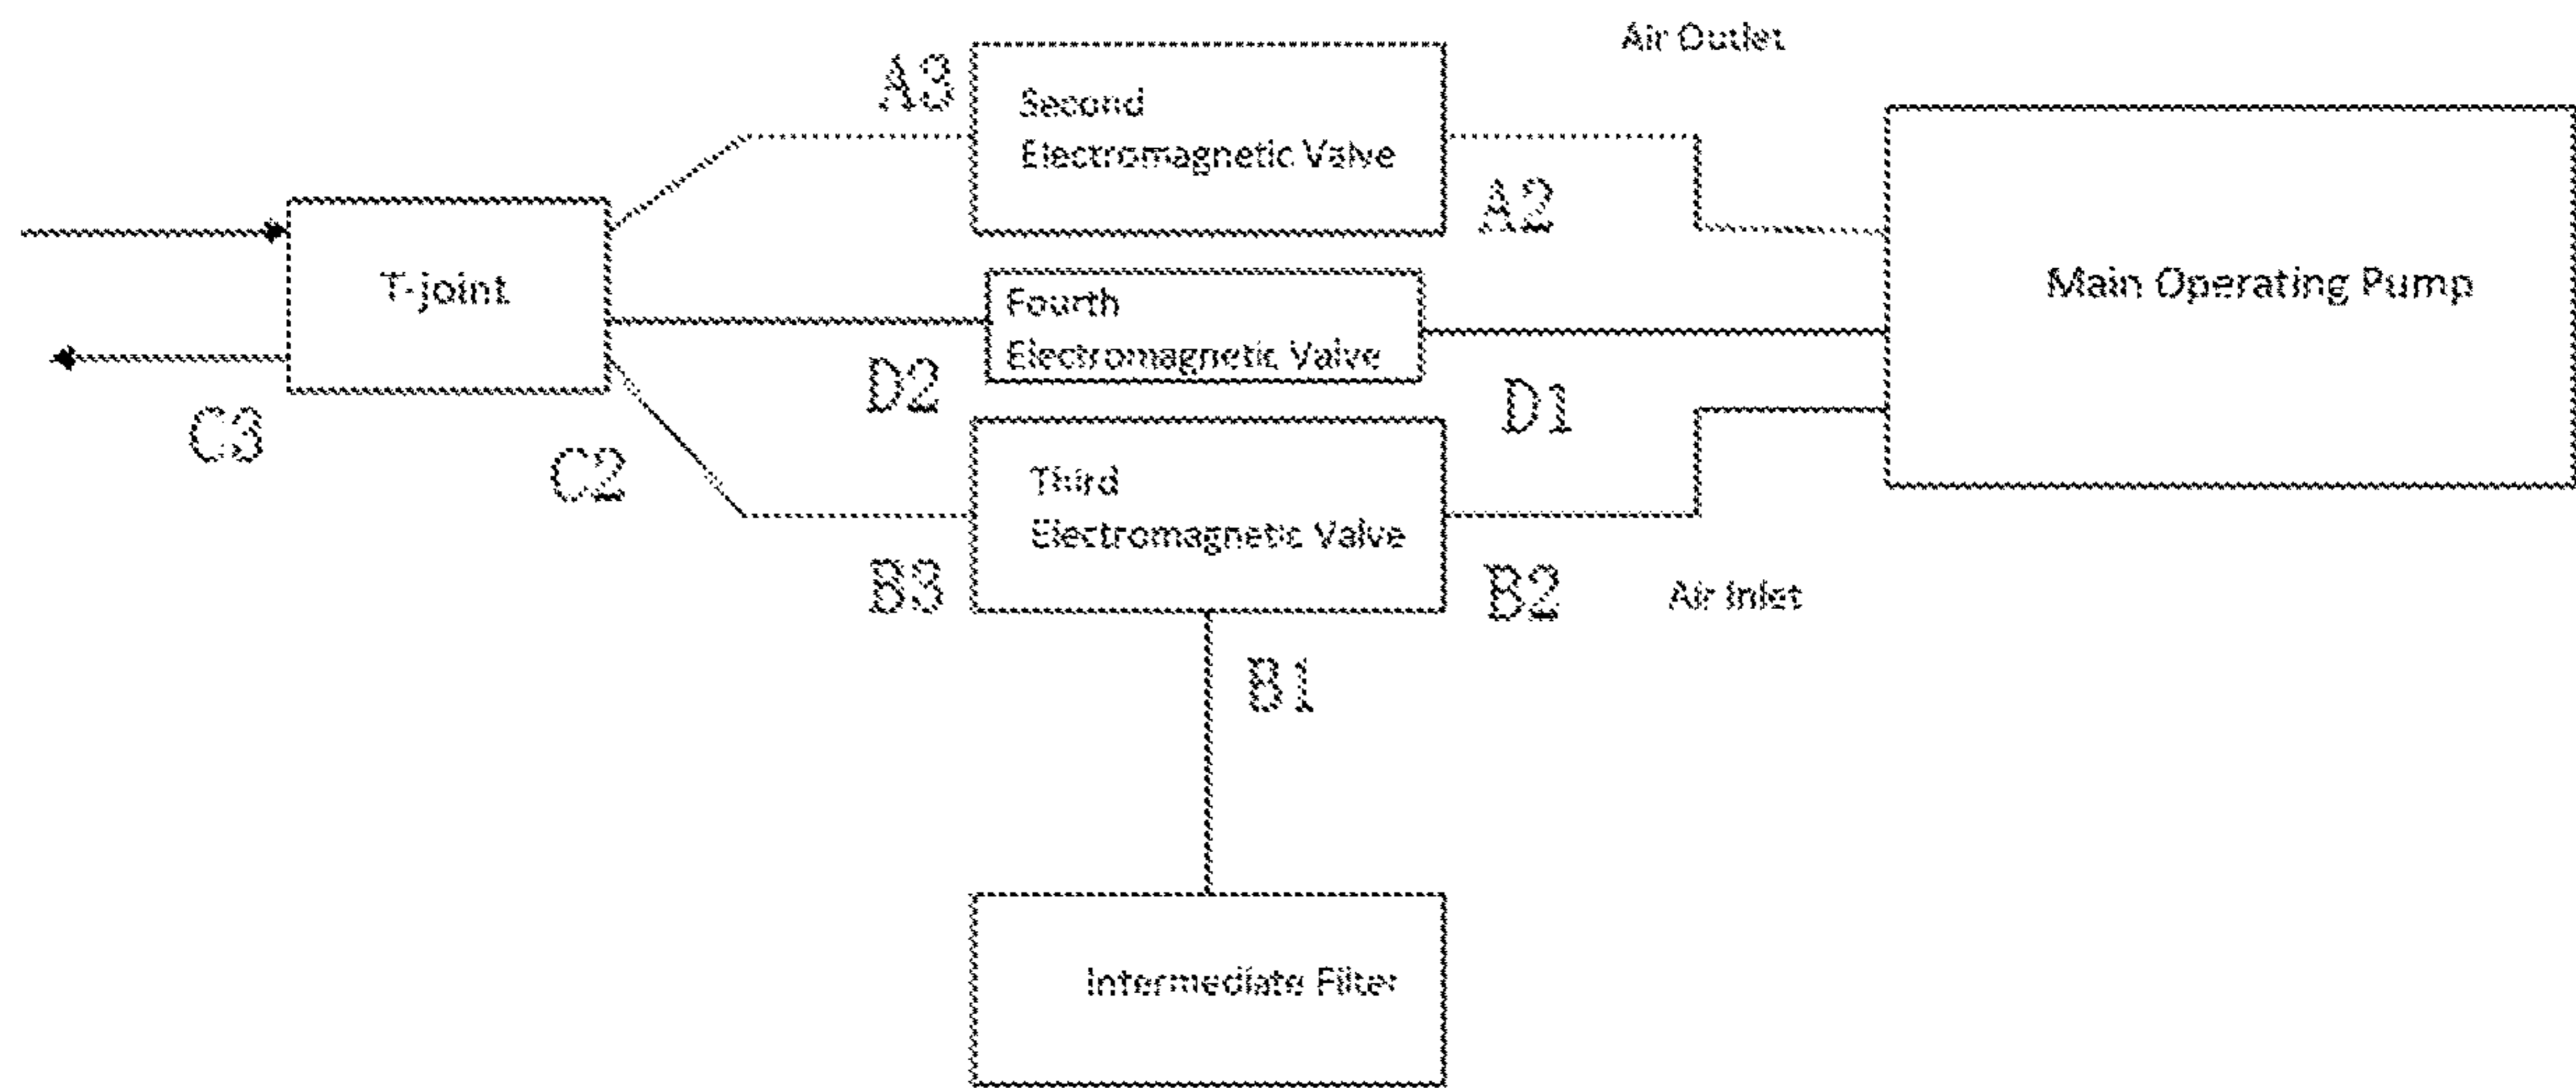 Air Outlet
A3
Second
Electromagnetic Valve
A2
T-joint
Main Operating Pump
Fourth
Electromagnetic Valve
D2
D1
C3
C2
Third
Electromagnetic Valve
B3
B2
Air Inlet
B1
Intermediate Filter